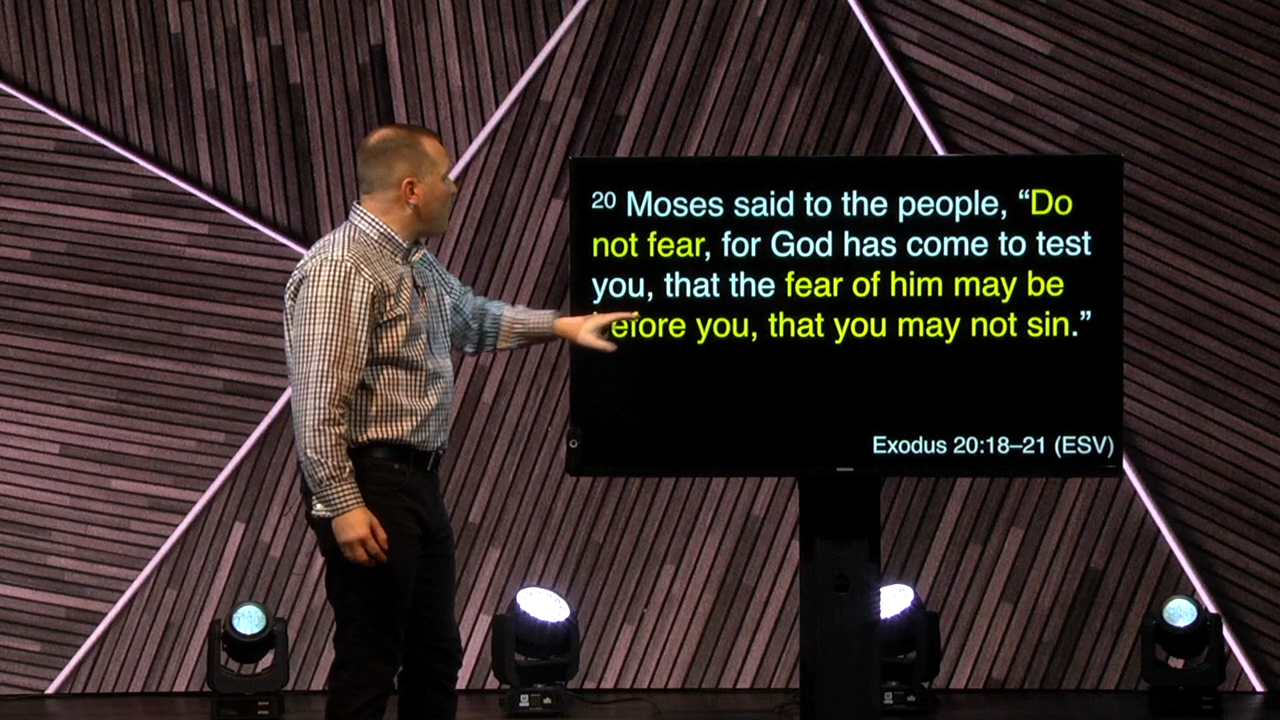 20 Moses said to the people, “Do
not fear, for God has come to test
you, that the fear of him may be
efore you, that you may not sin.”
Exodus 20:18–21 (ESV)